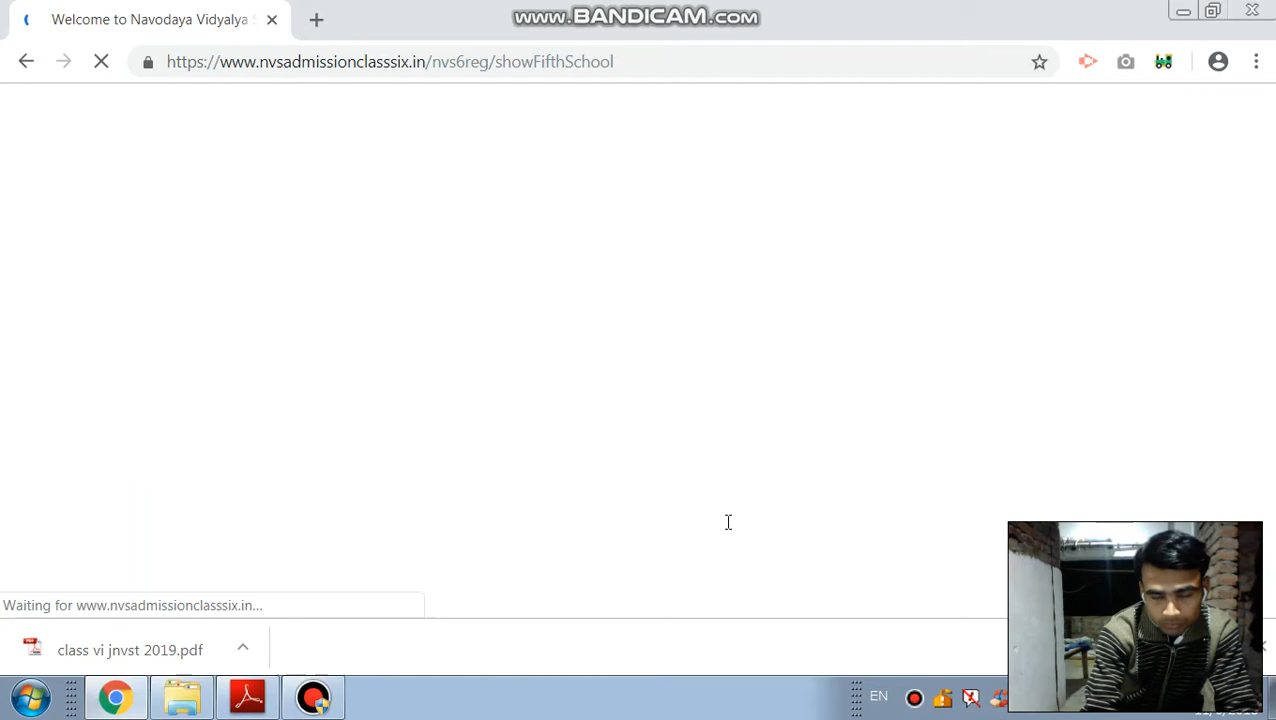 Welcome to Navodaya Vidyalya S
www.BANDICAM.com
https://www.nvsadmissionclasssix.in/nvs6reg/showFifthSchool
Waiting for www.nvsadmissionclasssix.in...
class vi jnvst 2019.pdf
EN